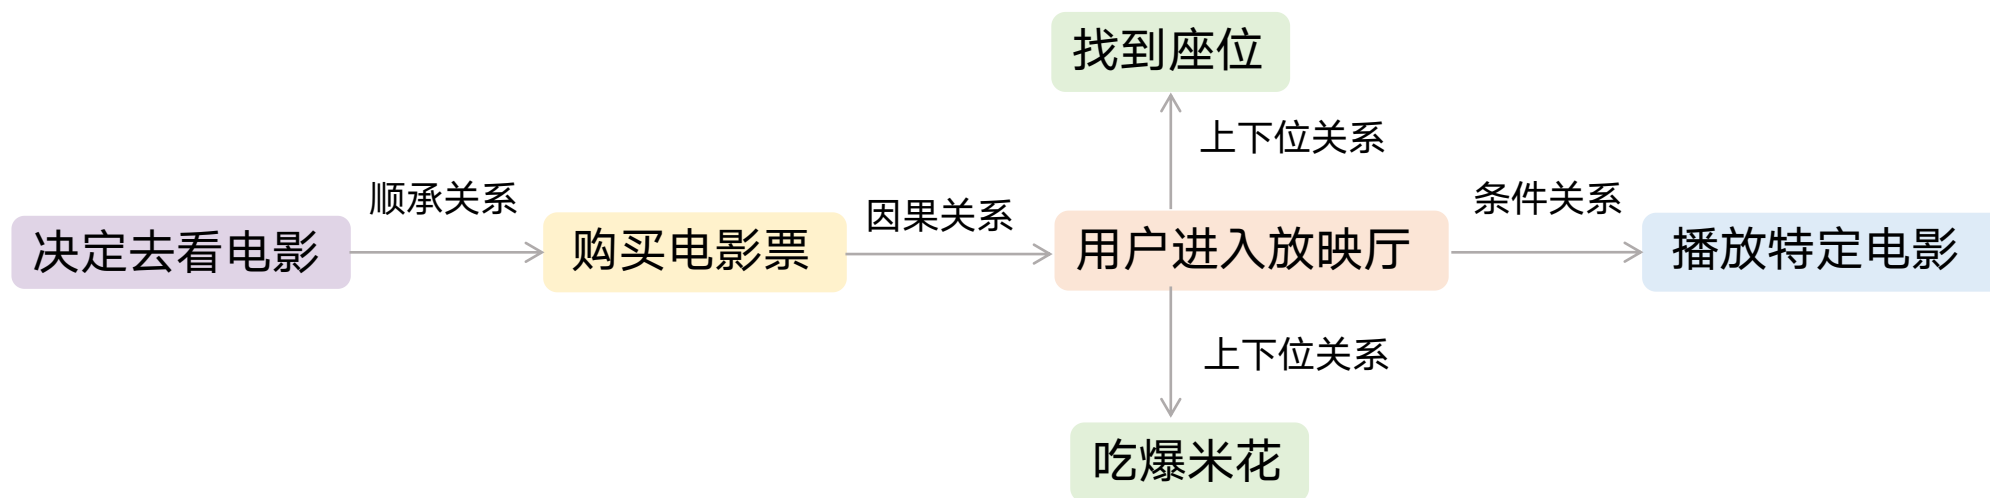 找到座位
上下位关系
顺承关系
因果关系
条件关系
决定去看电影
购买电影票
用户进入放映厅
播放特定电影
上下位关系
吃爆米花